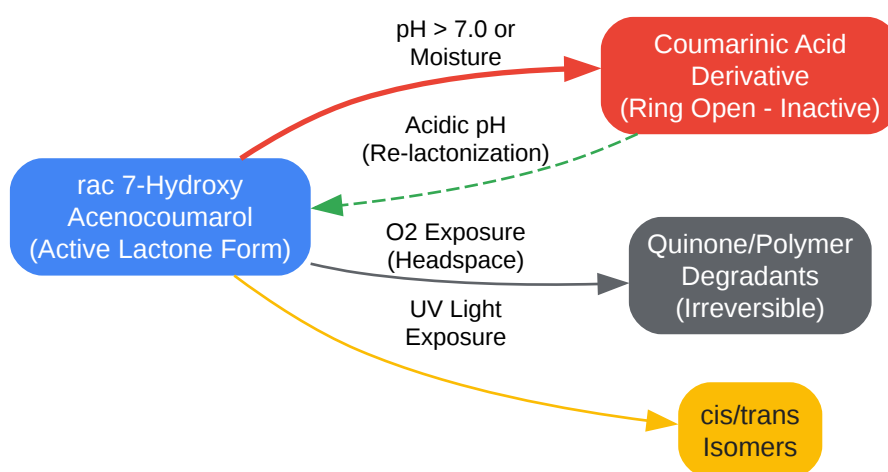 pH > 7.0 or
Moisture
Coumarinic Acid
Derivative
(Ring Open - Inactive)
Acidic pH
(Re-lactonization)
rac 7-Hydroxy
Acenocoumarol
(Active Lactone Form)
O2 Exposure
(Headspace)
Quinone/Polymer
Degradants
(Irreversible)
UV Light
Exposure
cis/trans
Isomers